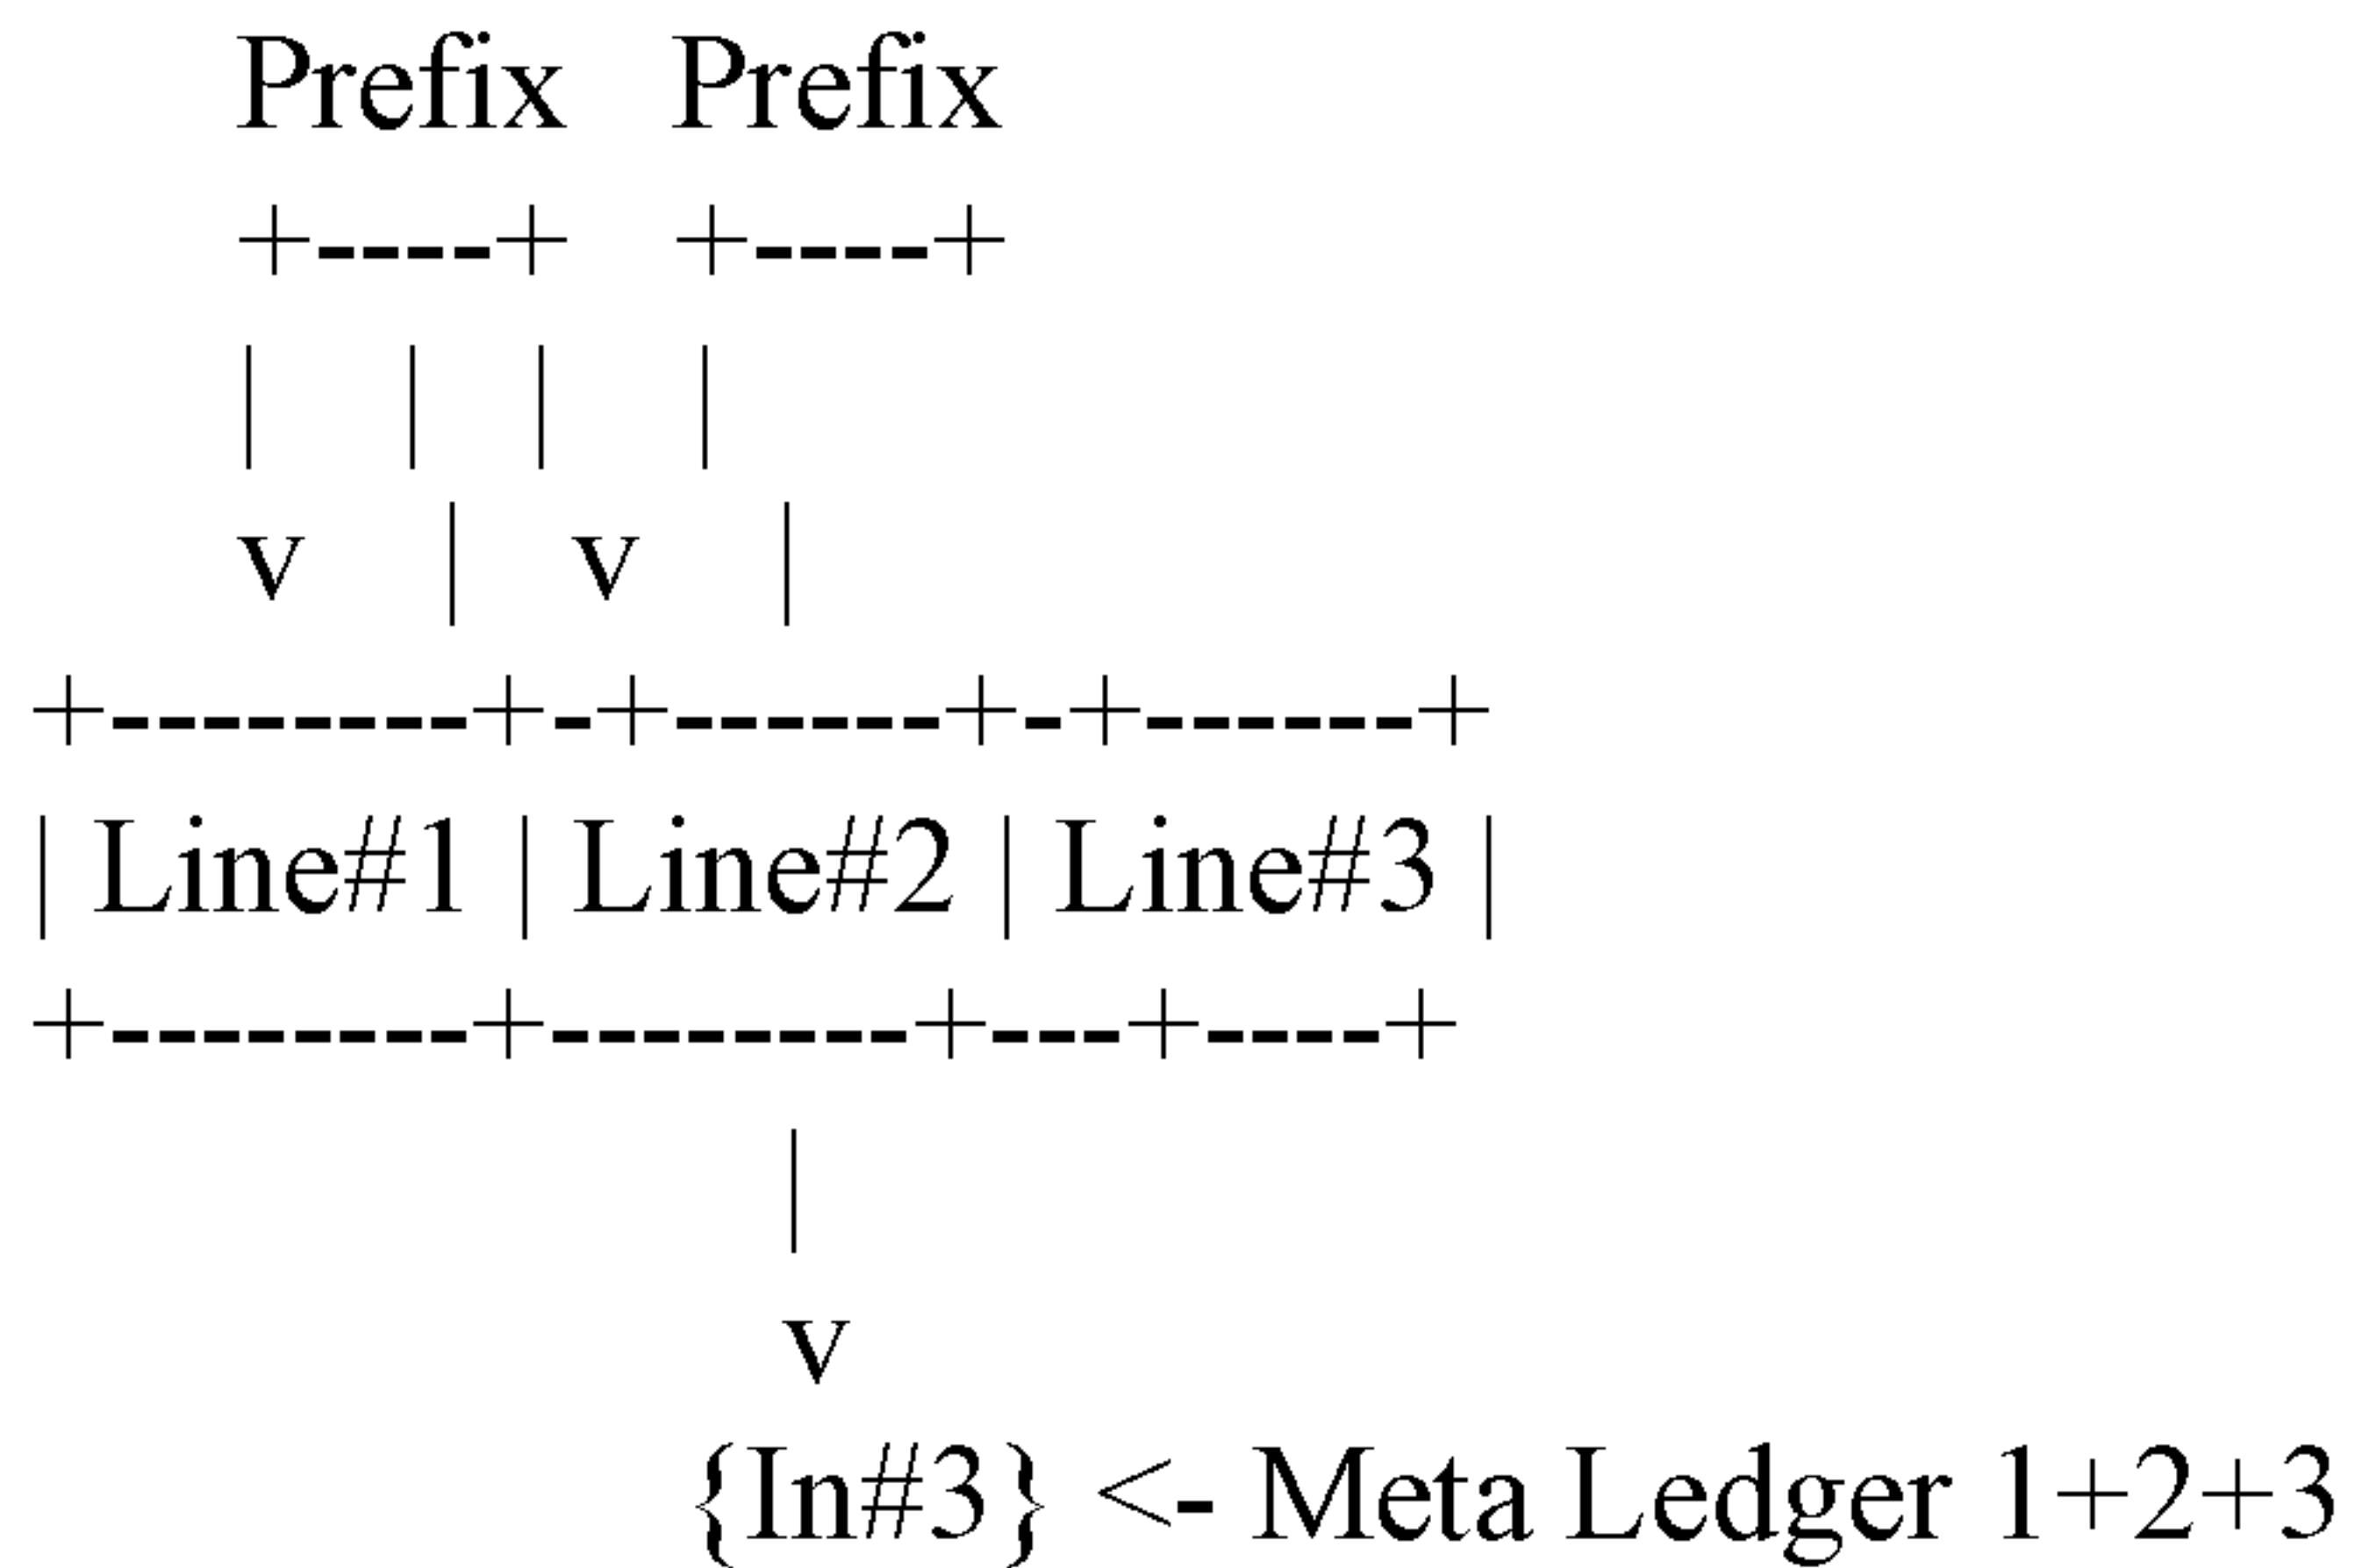 Prefix Prefix
+----+ +----+
| | | |
v | v |
+--------+-+------+-+------+
| Line#1 | Line#2 | Line#3 |
+--------+--------+---+----+
|
v
{In#3} <- Meta Ledger 1+2+3